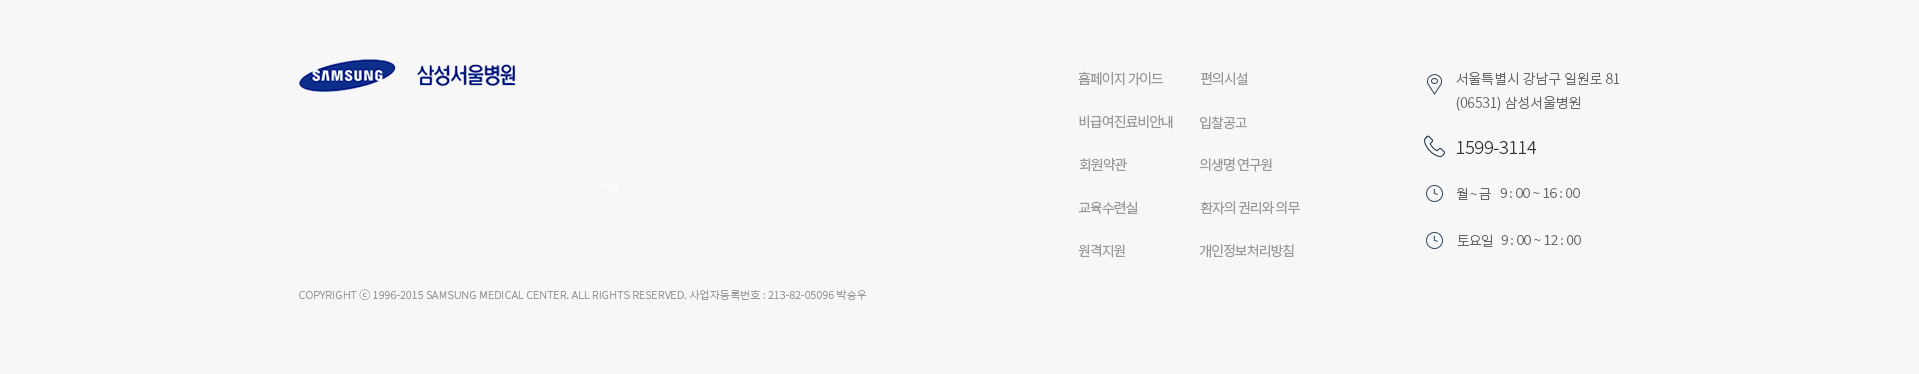 SAMSUNG 삼성서울병원
홈페이지 가이드
비급여진료비안내
회원약관
교육수련실
원격지원
편의시설
입찰공고
의생명 연구원
환자의 권리와 의무
개인정보처리방침
서울특별시 강남구 일원로 81
(06531) 삼성서울병원
1599-3114
월~금 9 : 00 ~ 16 : 00
토요일 9 : 00 ~ 12 : 00
COPYRIGHT ⓒ 1996-2015 SAMSUNG MEDICAL CENTER. ALL RIGHTS RESERVED. 사업자등록번호 : 213-82-05096 박승우